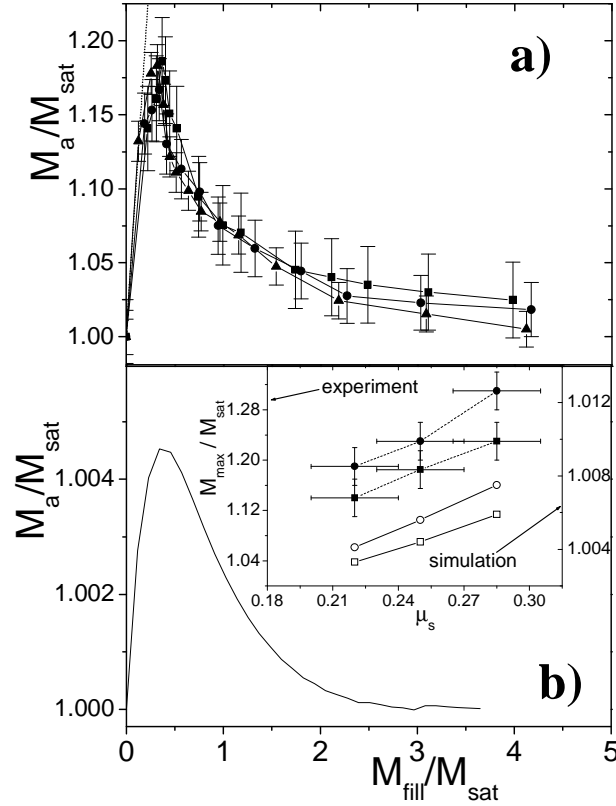 a)
M_a/M_sat
1.20
1.15
1.10
1.05
1.00
b)
M_a/M_sat
1.004
1.002
1.000
experiment
simulation
M_max / M_sat
1.28
1.20
1.12
1.04
1.012
1.008
1.004
0.18
0.21
0.24
0.27
0.30
μ_s
0
1
2
3
4
5
M_fill/M_sat